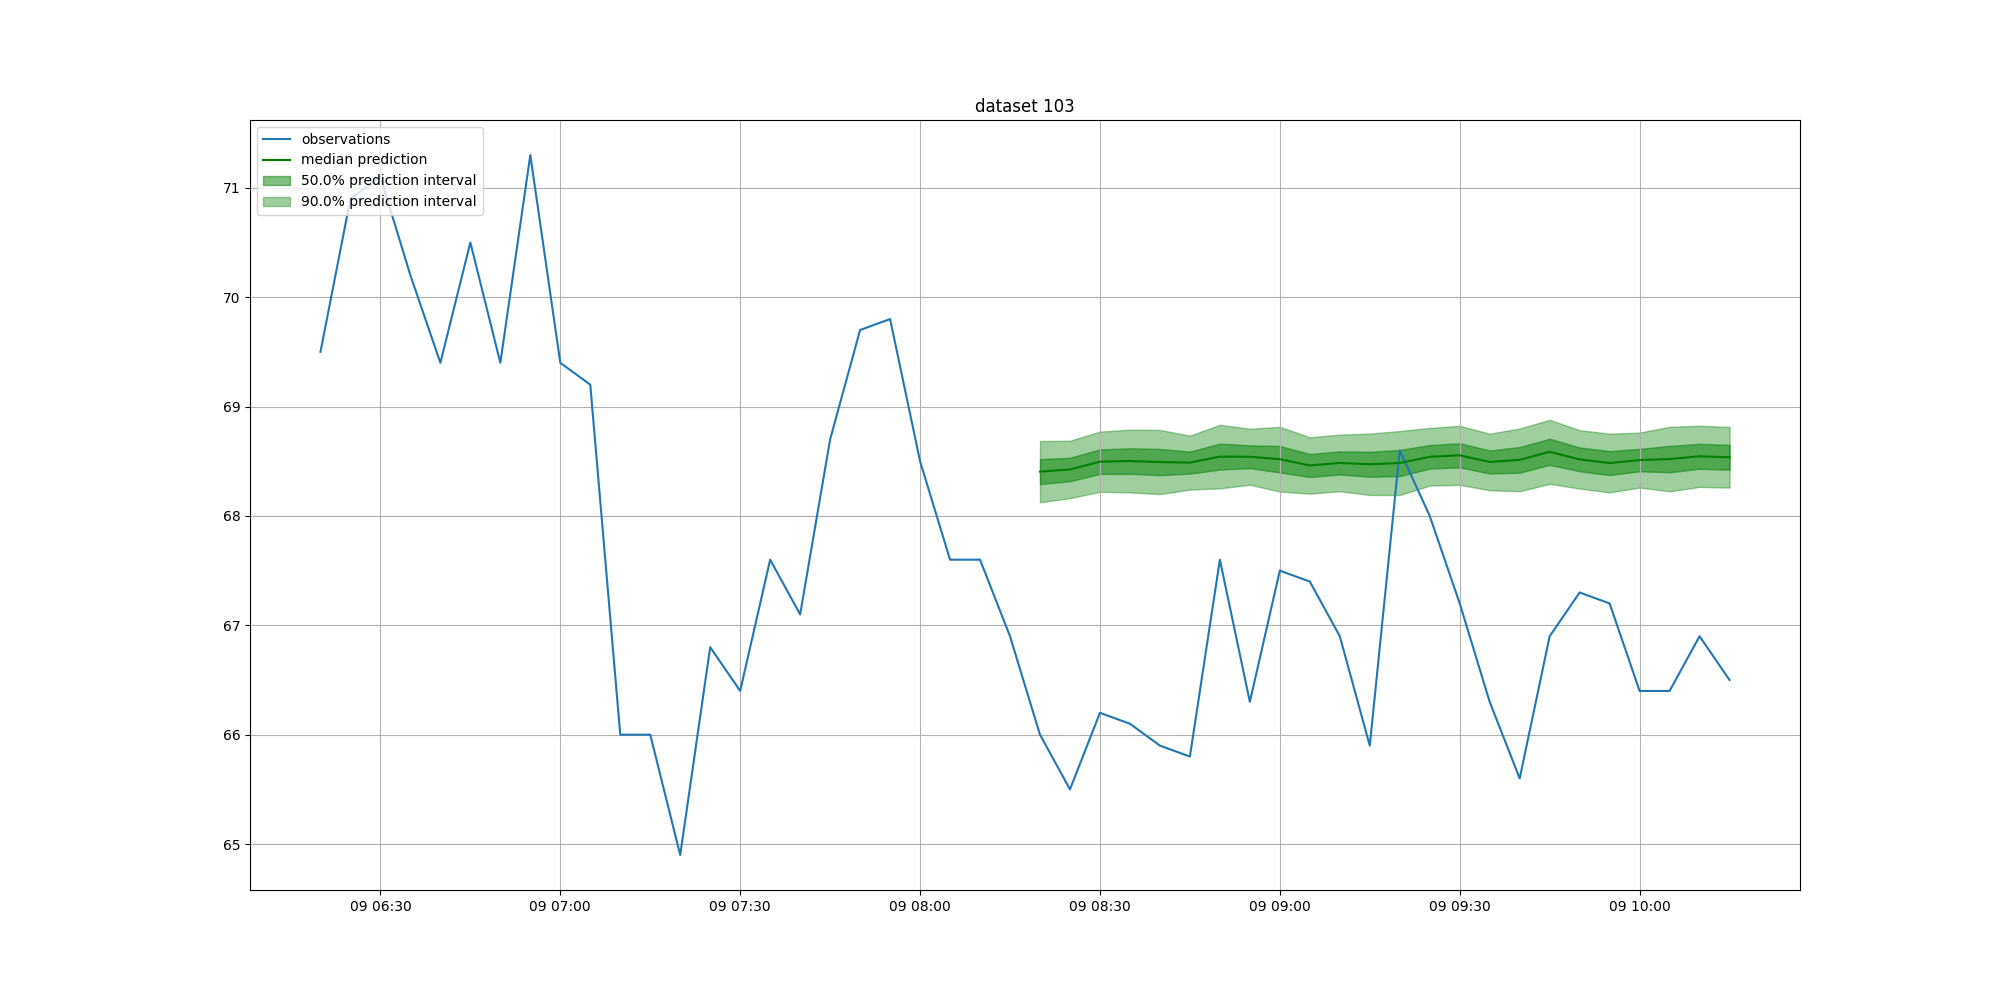 dataset 103
observations
median prediction
50.0% prediction interval
90.0% prediction interval
71
70
69
68
67
66
65
09 06:30 09 07:00 09 07:30 09 08:00 09 08:30 09 09:00 09 09:30 09 10:00